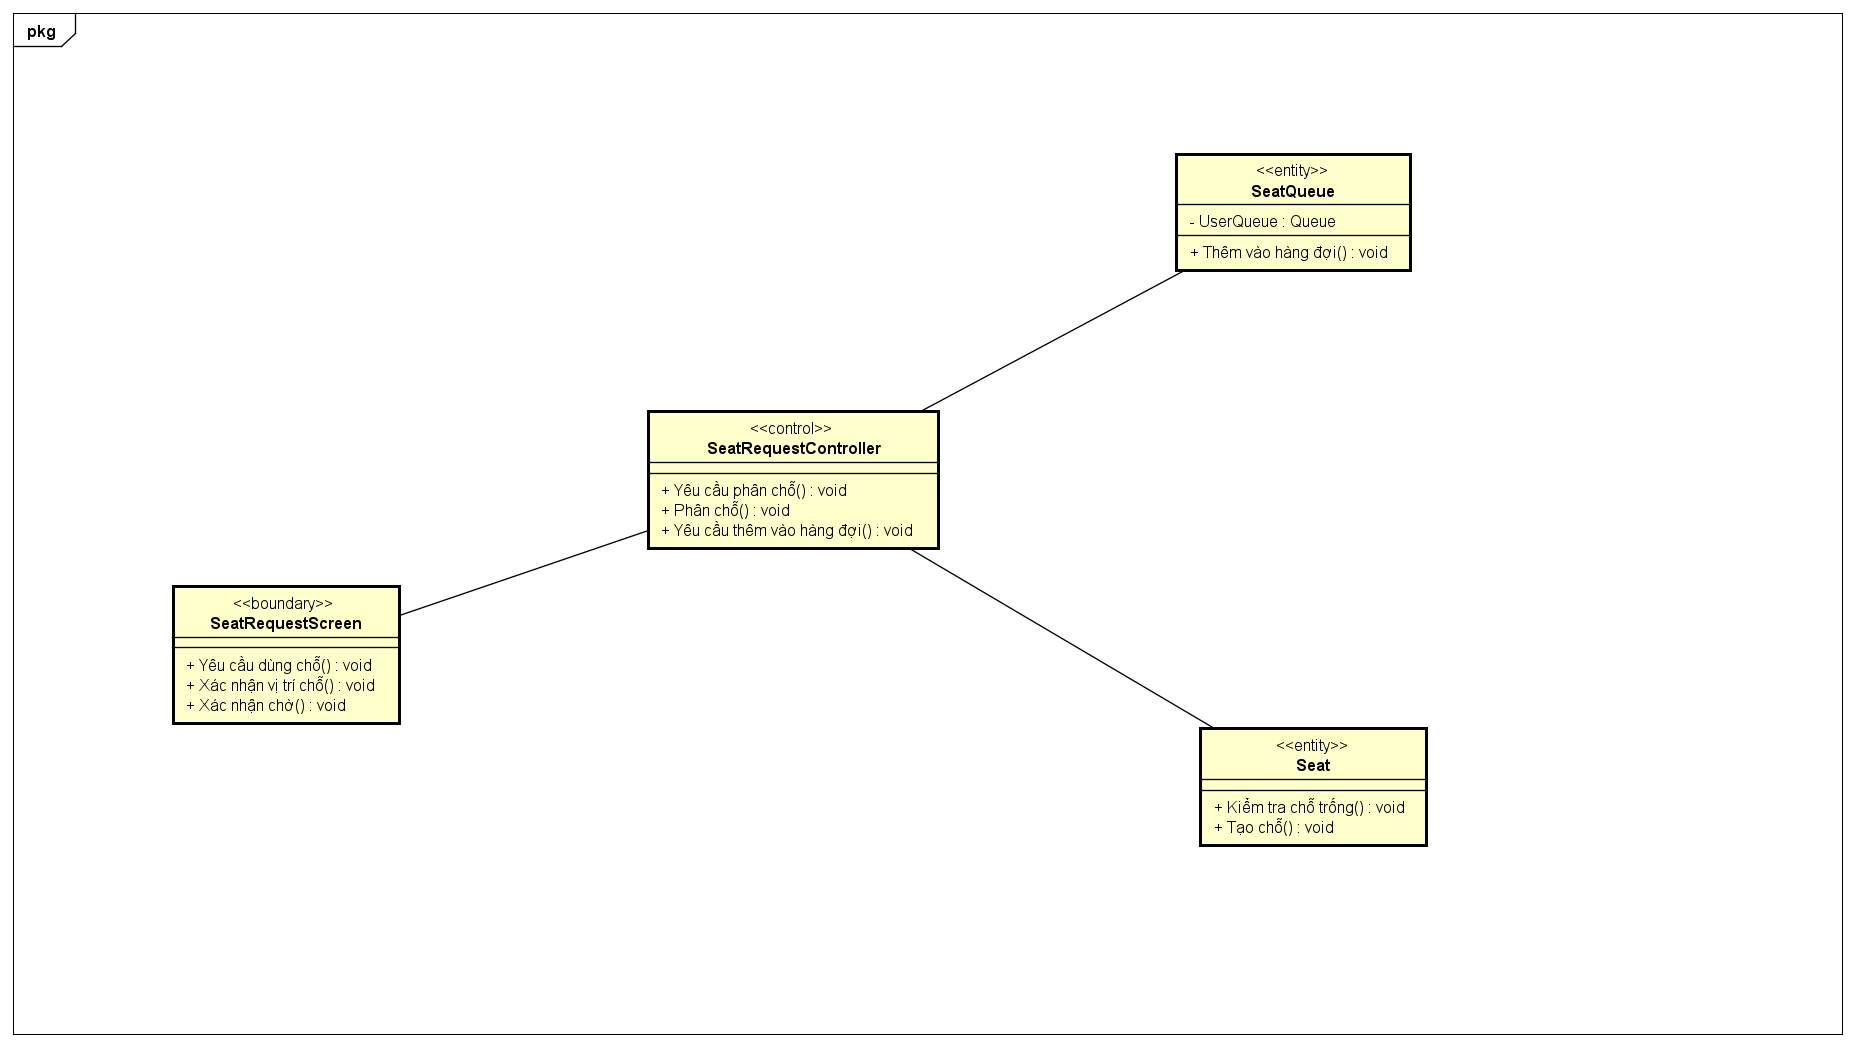 pkg
<<entity>>
SeatQueue
- UserQueue : Queue
+ Thêm vào hàng đợi() : void
<<control>>
SeatRequestController
+ Yêu cầu phân chỗ() : void
+ Phân chỗ() : void
+ Yêu cầu thêm vào hàng đợi() : void
<<boundary>>
SeatRequestScreen
+ Yêu cầu dùng chỗ() : void
+ Xác nhận vị trí chỗ() : void
+ Xác nhận chờ() : void
<<entity>>
Seat
+ Kiểm tra chỗ trống() : void
+ Tạo chỗ() : void